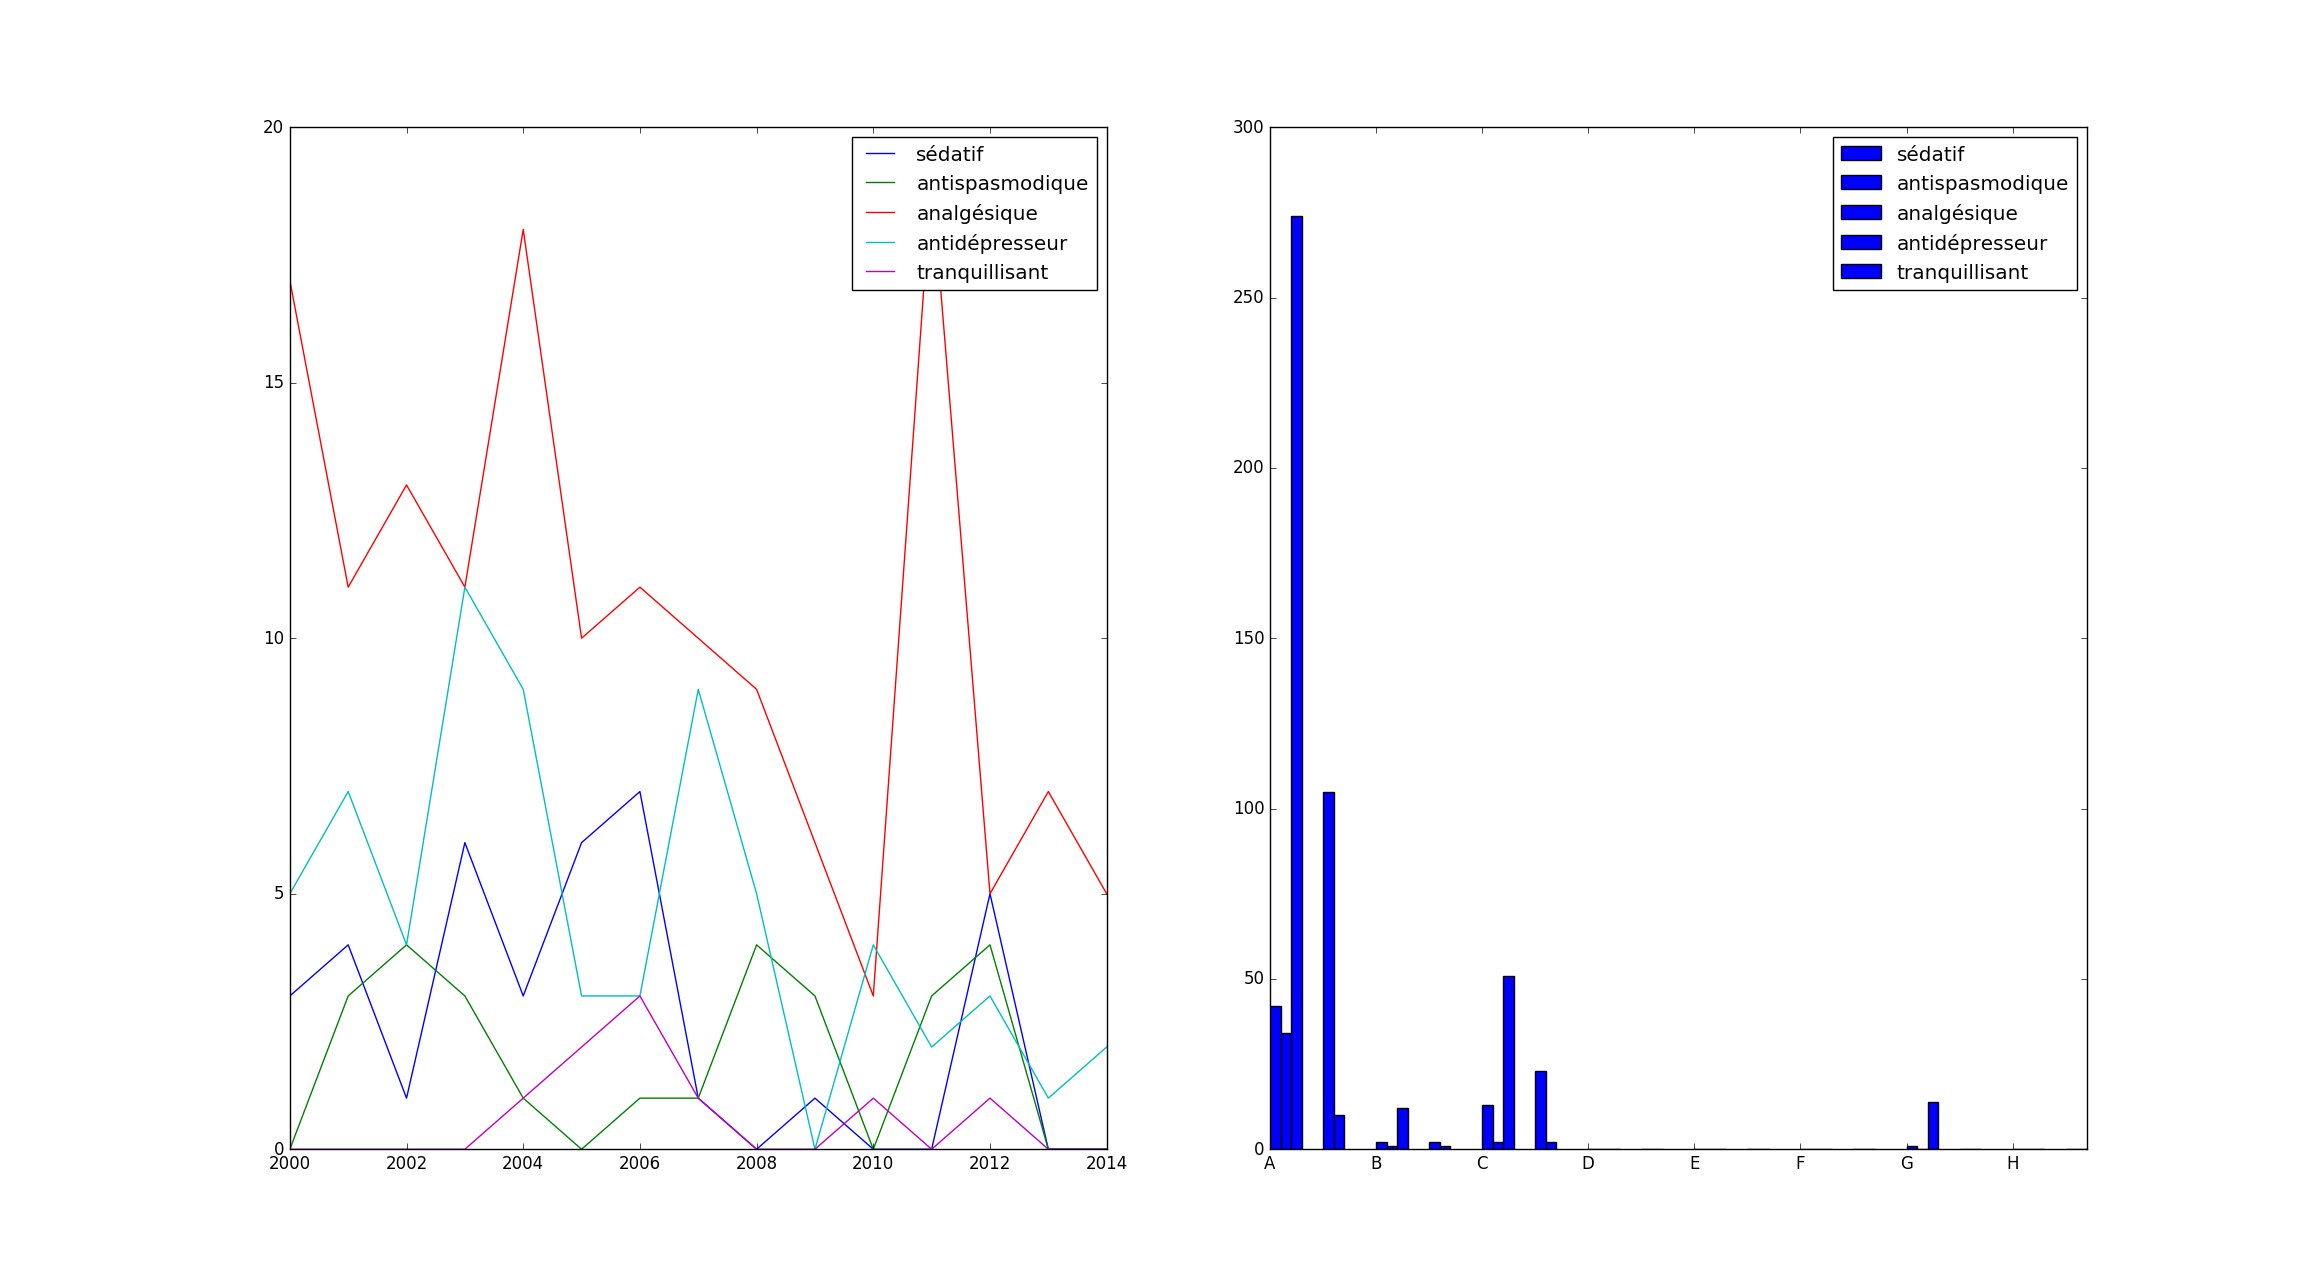 20
15
10
5
0
2000 2002 2004 2006 2008 2010 2012 2014
sédatif
antispasmodique
analgésique
antidépresseur
tranquillisant
300
250
200
150
100
50
0
A B C D E F G H
sédatif
antispasmodique
analgésique
antidépresseur
tranquillisant